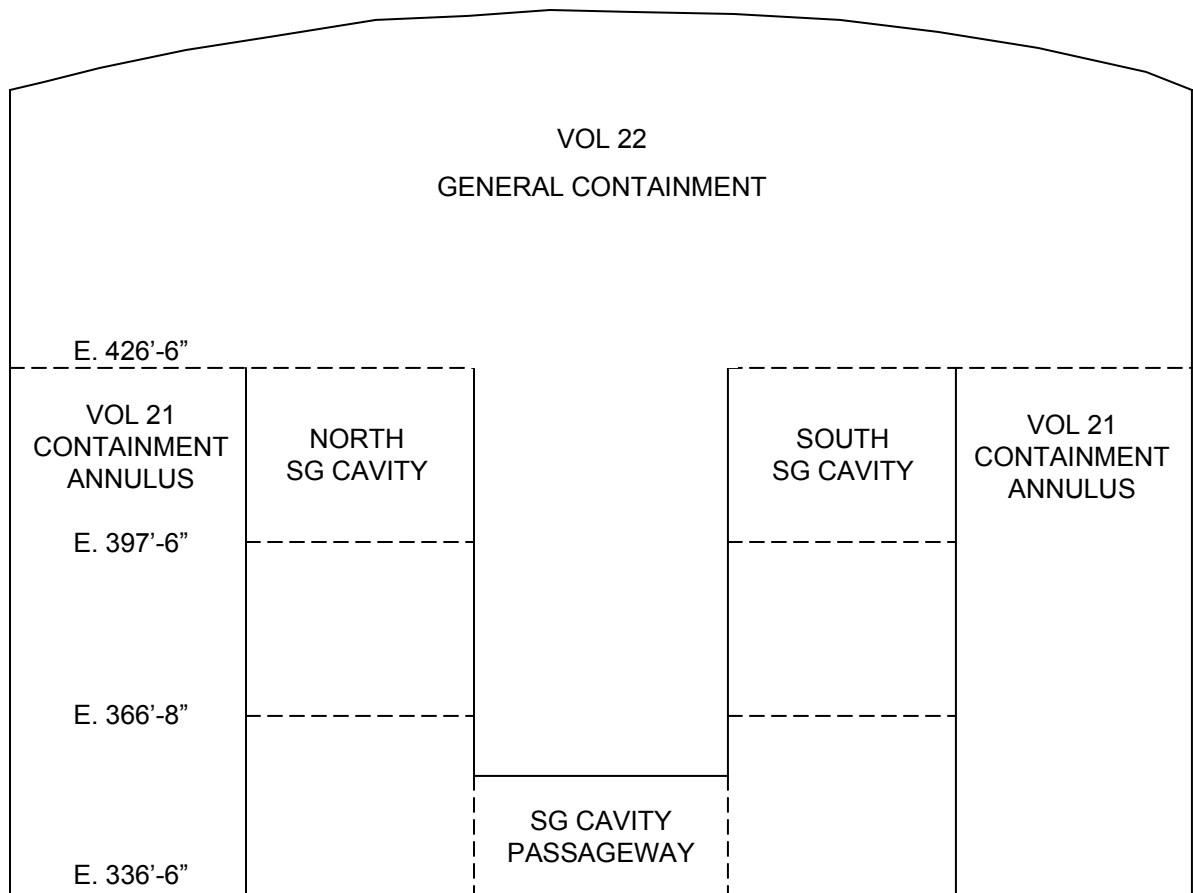 VOL 22
GENERAL CONTAINMENT
E. 426’-6”
VOL 21
CONTAINMENT
ANNULUS
NORTH
SG CAVITY
SOUTH
SG CAVITY
VOL 21
CONTAINMENT
ANNULUS
E. 397’-6”
E. 366’-8”
SG CAVITY
PASSAGEWAY
E. 336’-6”